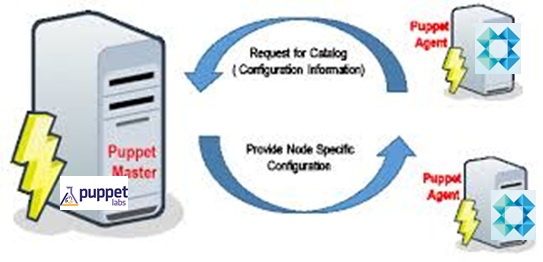 Puppet
Agent
Request for Catalog
( Configuration Information)
Puppet
Master
puppet
labs
Provide Node Specific
Configuration
Puppet
Agent